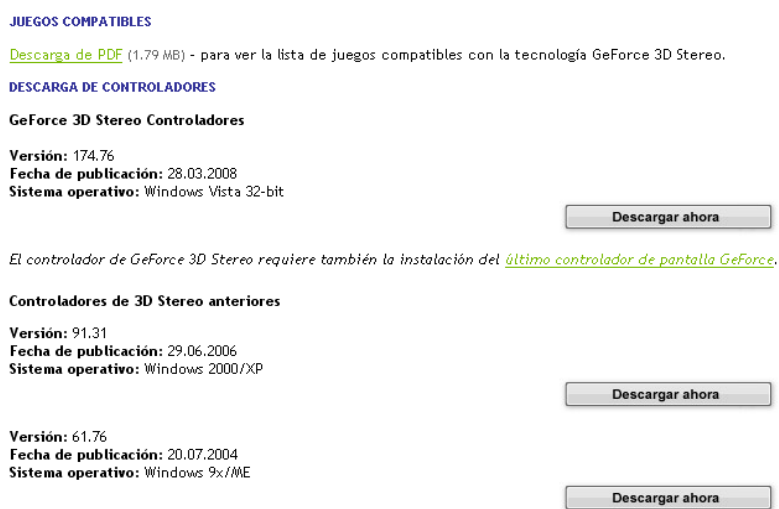 JUEGOS COMPATIBLES
Descarga de PDF (1.79 MB) - para ver la lista de juegos compatibles con la tecnología GeForce 3D Stereo.
DESCARGA DE CONTROLADORES
GeForce 3D Stereo Controladores
Versión: 174.76
Fecha de publicación: 28.03.2008
Sistema operativo: Windows Vista 32-bit
Descargar ahora
El controlador de GeForce 3D Stereo requiere también la instalación del último controlador de pantalla GeForce.
Controladores de 3D Stereo anteriores
Versión: 91.31
Fecha de publicación: 29.06.2006
Sistema operativo: Windows 2000/XP
Descargar ahora
Versión: 61.76
Fecha de publicación: 20.07.2004
Sistema operativo: Windows 9x/ME
Descargar ahora